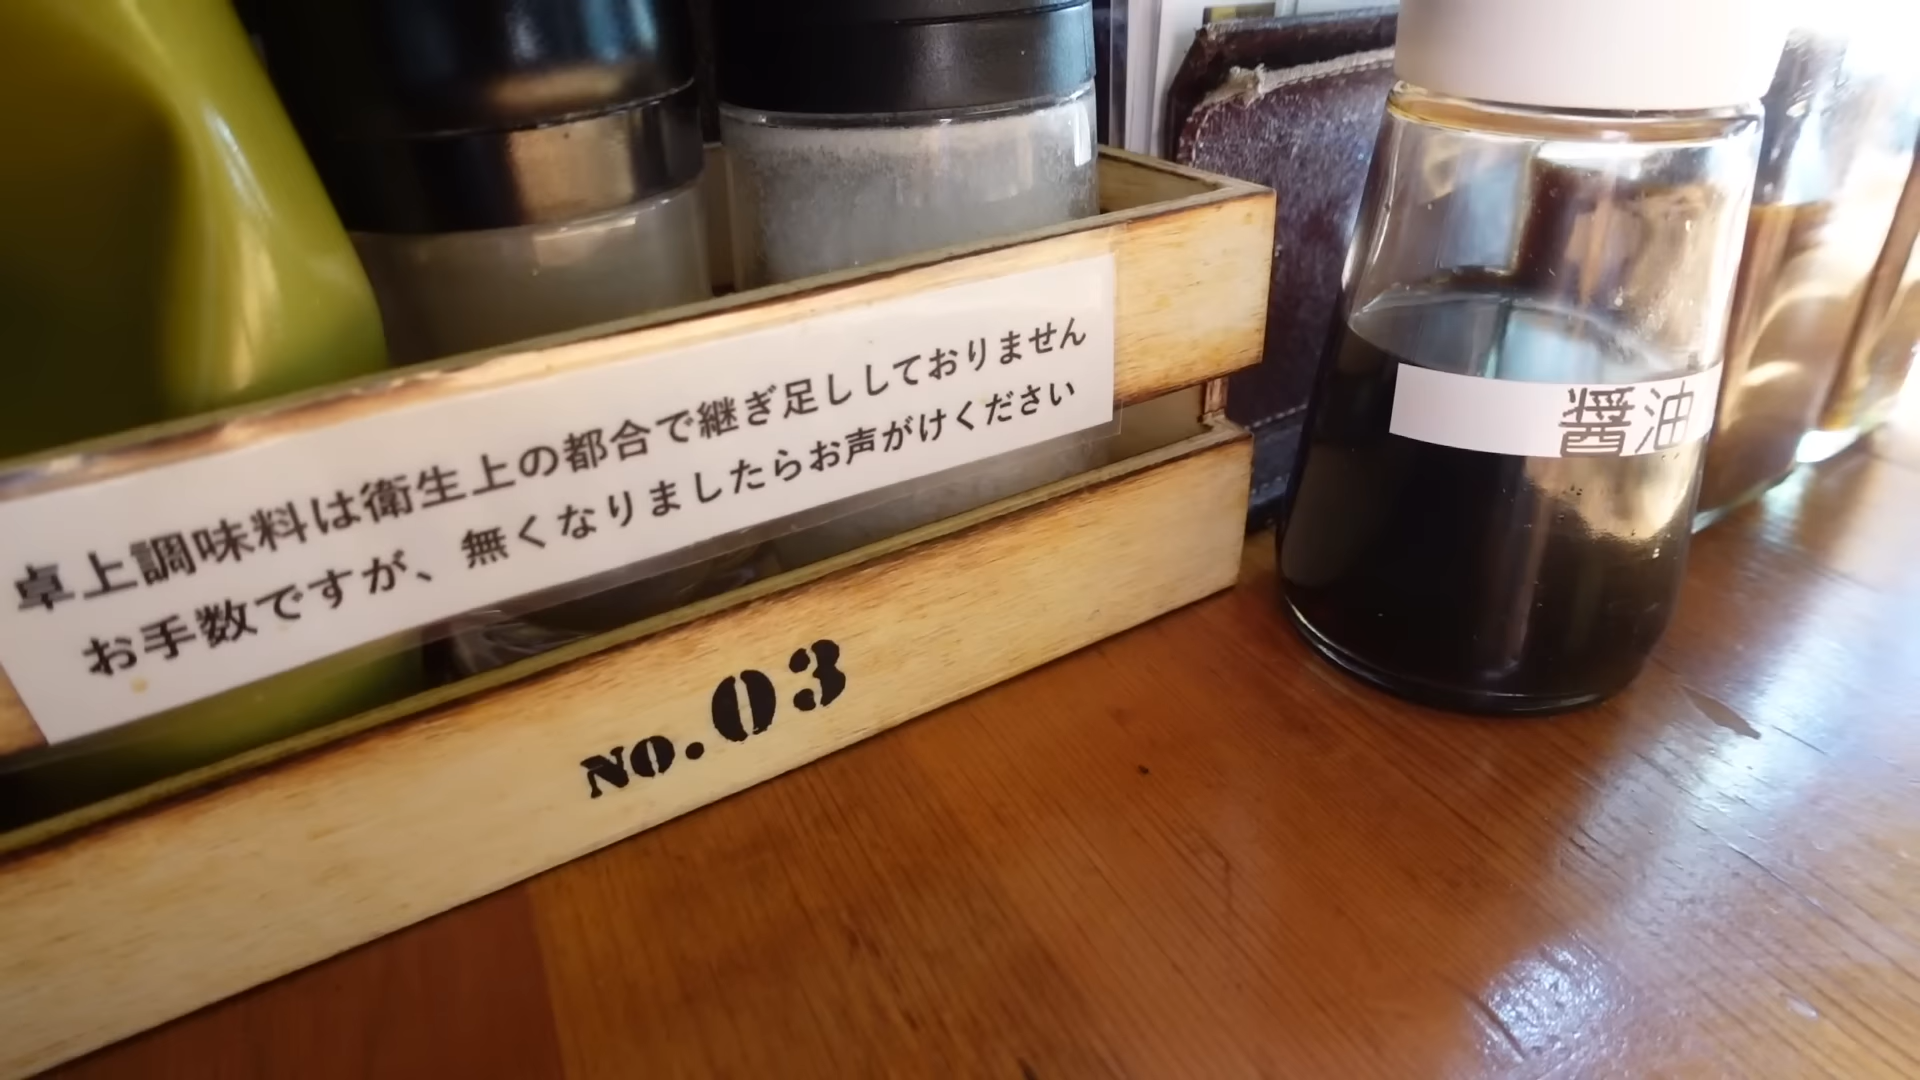 卓上調味料は衛生上の都合で継ぎ足ししておりません
お手数ですが、無くなりましたらお声がけください
No.03
醤油